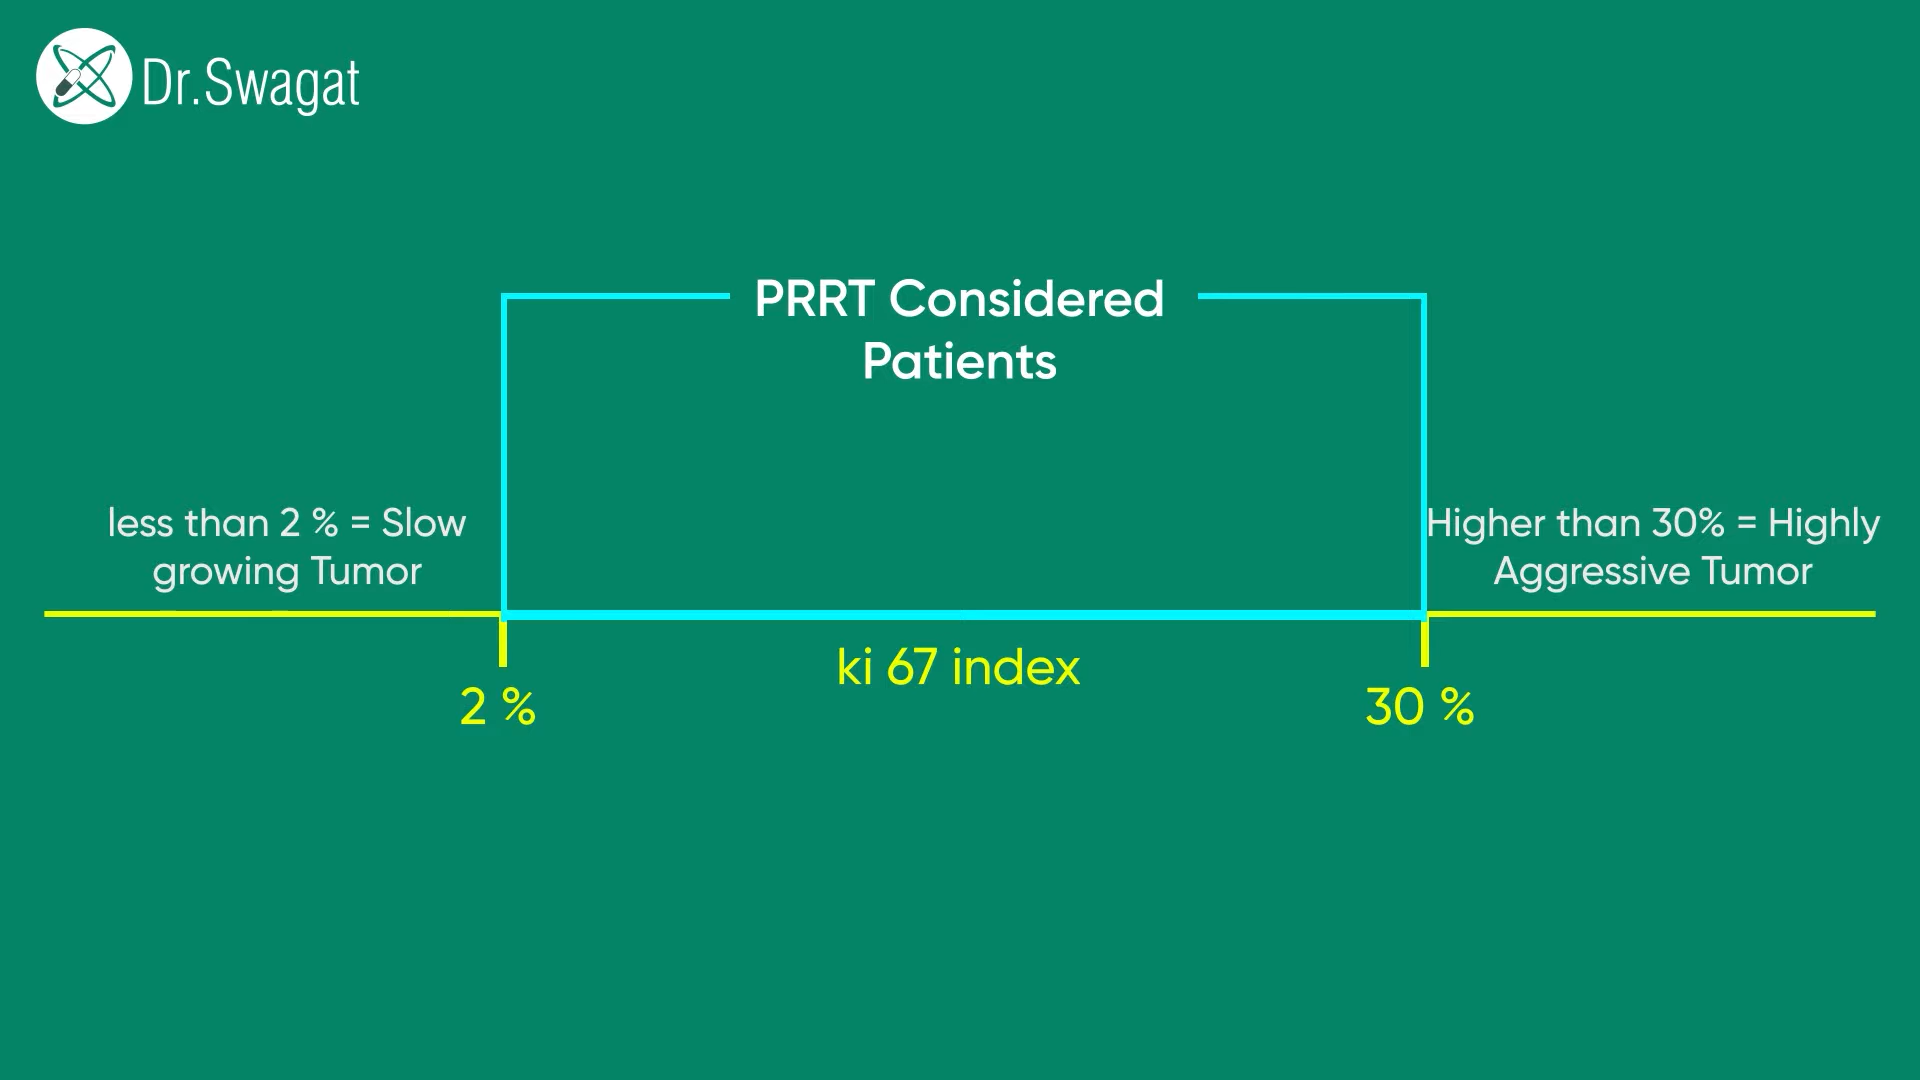 Dr.Swagat
PRRT Considered
Patients
less than 2 % = Slow
growing Tumor
Higher than 30% = Highly
Aggressive Tumor
ki 67 index
2 %
30 %